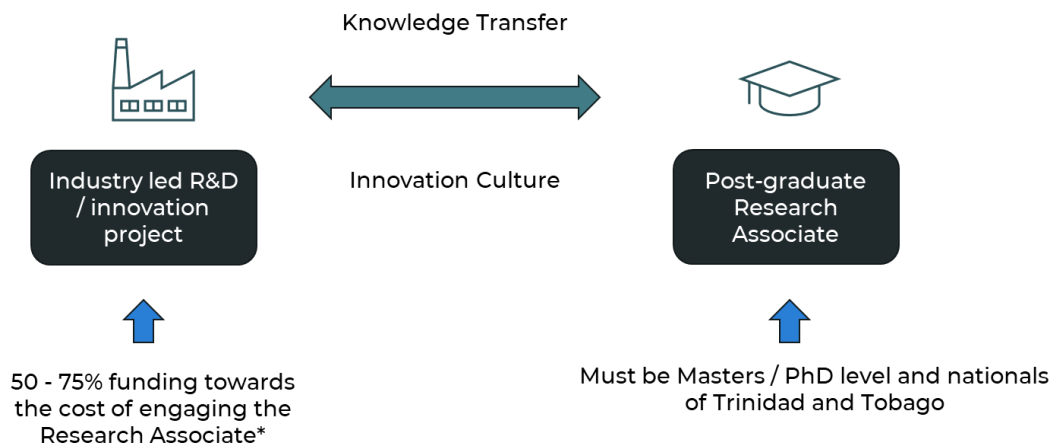 Knowledge Transfer
Industry led R&D
/ innovation
project
Innovation Culture
Post-graduate
Research
Associate
50 - 75% funding towards
the cost of engaging the
Research Associate*
Must be Masters / PhD level and nationals
of Trinidad and Tobago